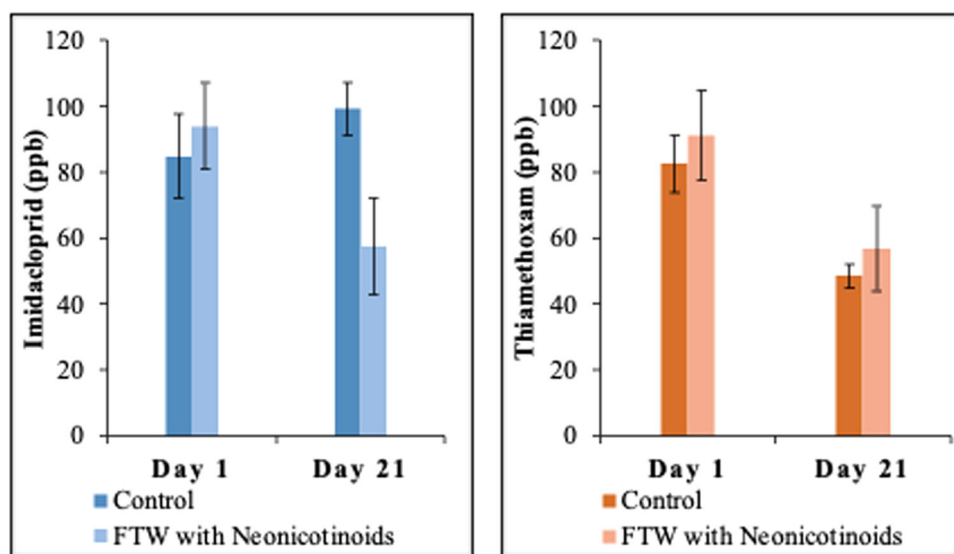 120
100
80
60
40
20
0
Imidacloprid (ppb)
Day 1
Day 21
Control
FTW with Neonicotinoids
120
100
80
60
40
20
0
Thiamethoxam (ppb)
Day 1
Day 21
Control
FTW with Neonicotinoids